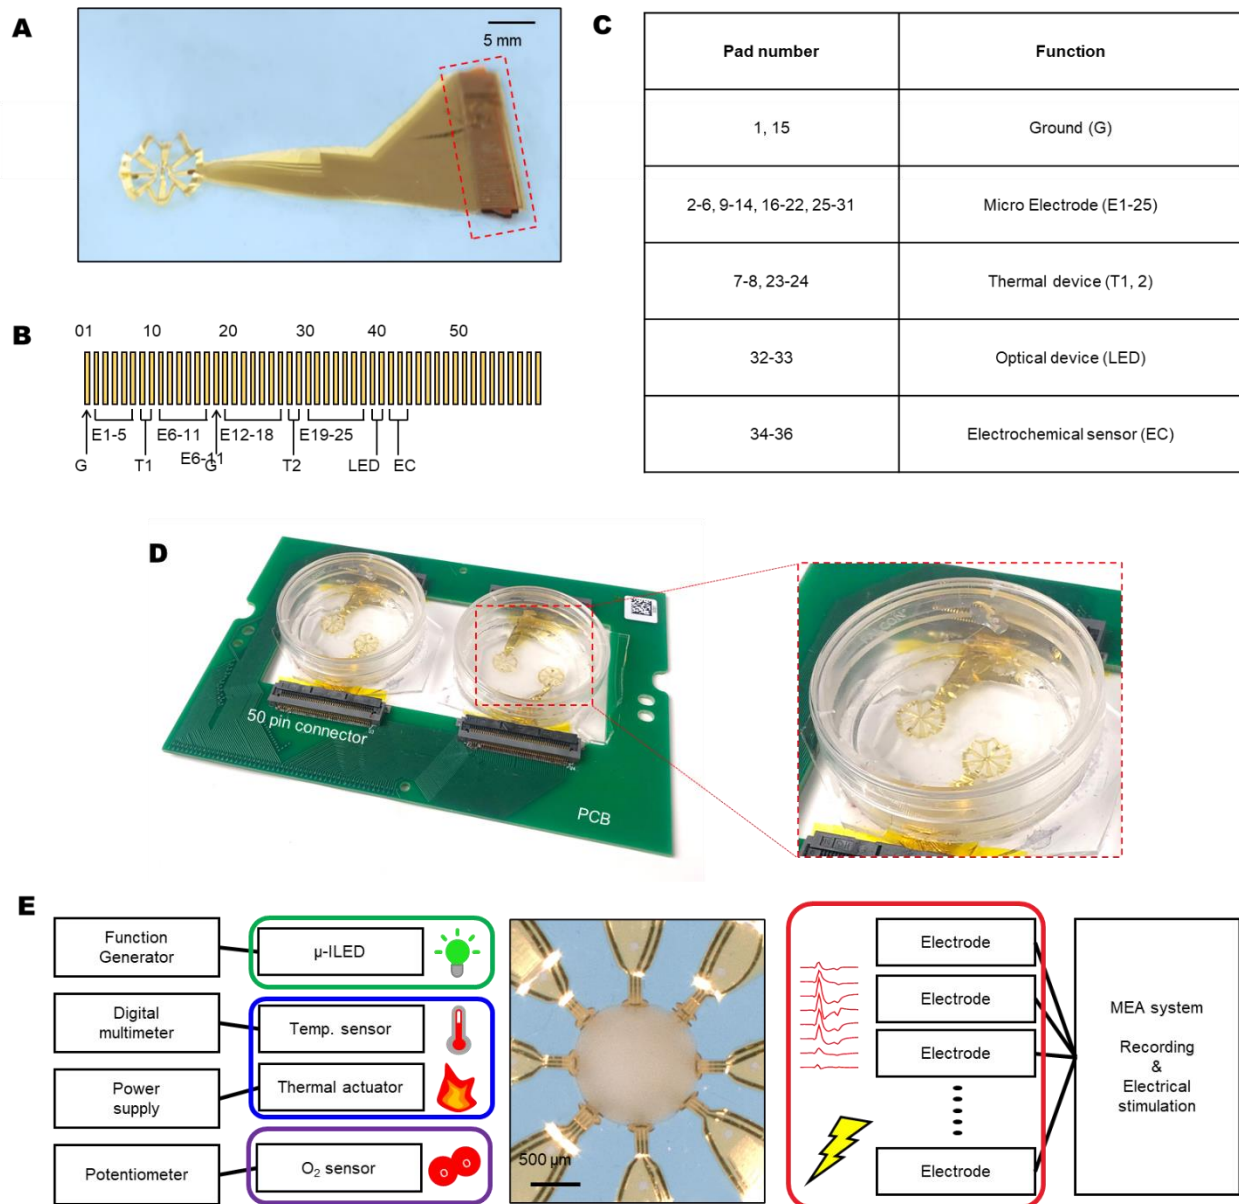 A
5 mm
B
01 10 20 30 40 50
E1-5 E6-11 E12-18 E19-25
E6-11
G T1 G T2 LED EC
C
Pad number Function
1, 15 Ground (G)
2-6, 9-14, 16-22, 25-31 Micro Electrode (E1-25)
7-8, 23-24 Thermal device (T1, 2)
32-33 Optical device (LED)
34-36 Electrochemical sensor (EC)
D
50 pin connector
PCB
E
Function
Generator
Digital
multimeter
Power
supply
Potentiometer
μ-ILED
Temp. sensor
Thermal actuator
O₂ sensor
500 μm
Electrode
Electrode
Electrode
Electrode
MEA system
Recording
&
Electrical
stimulation